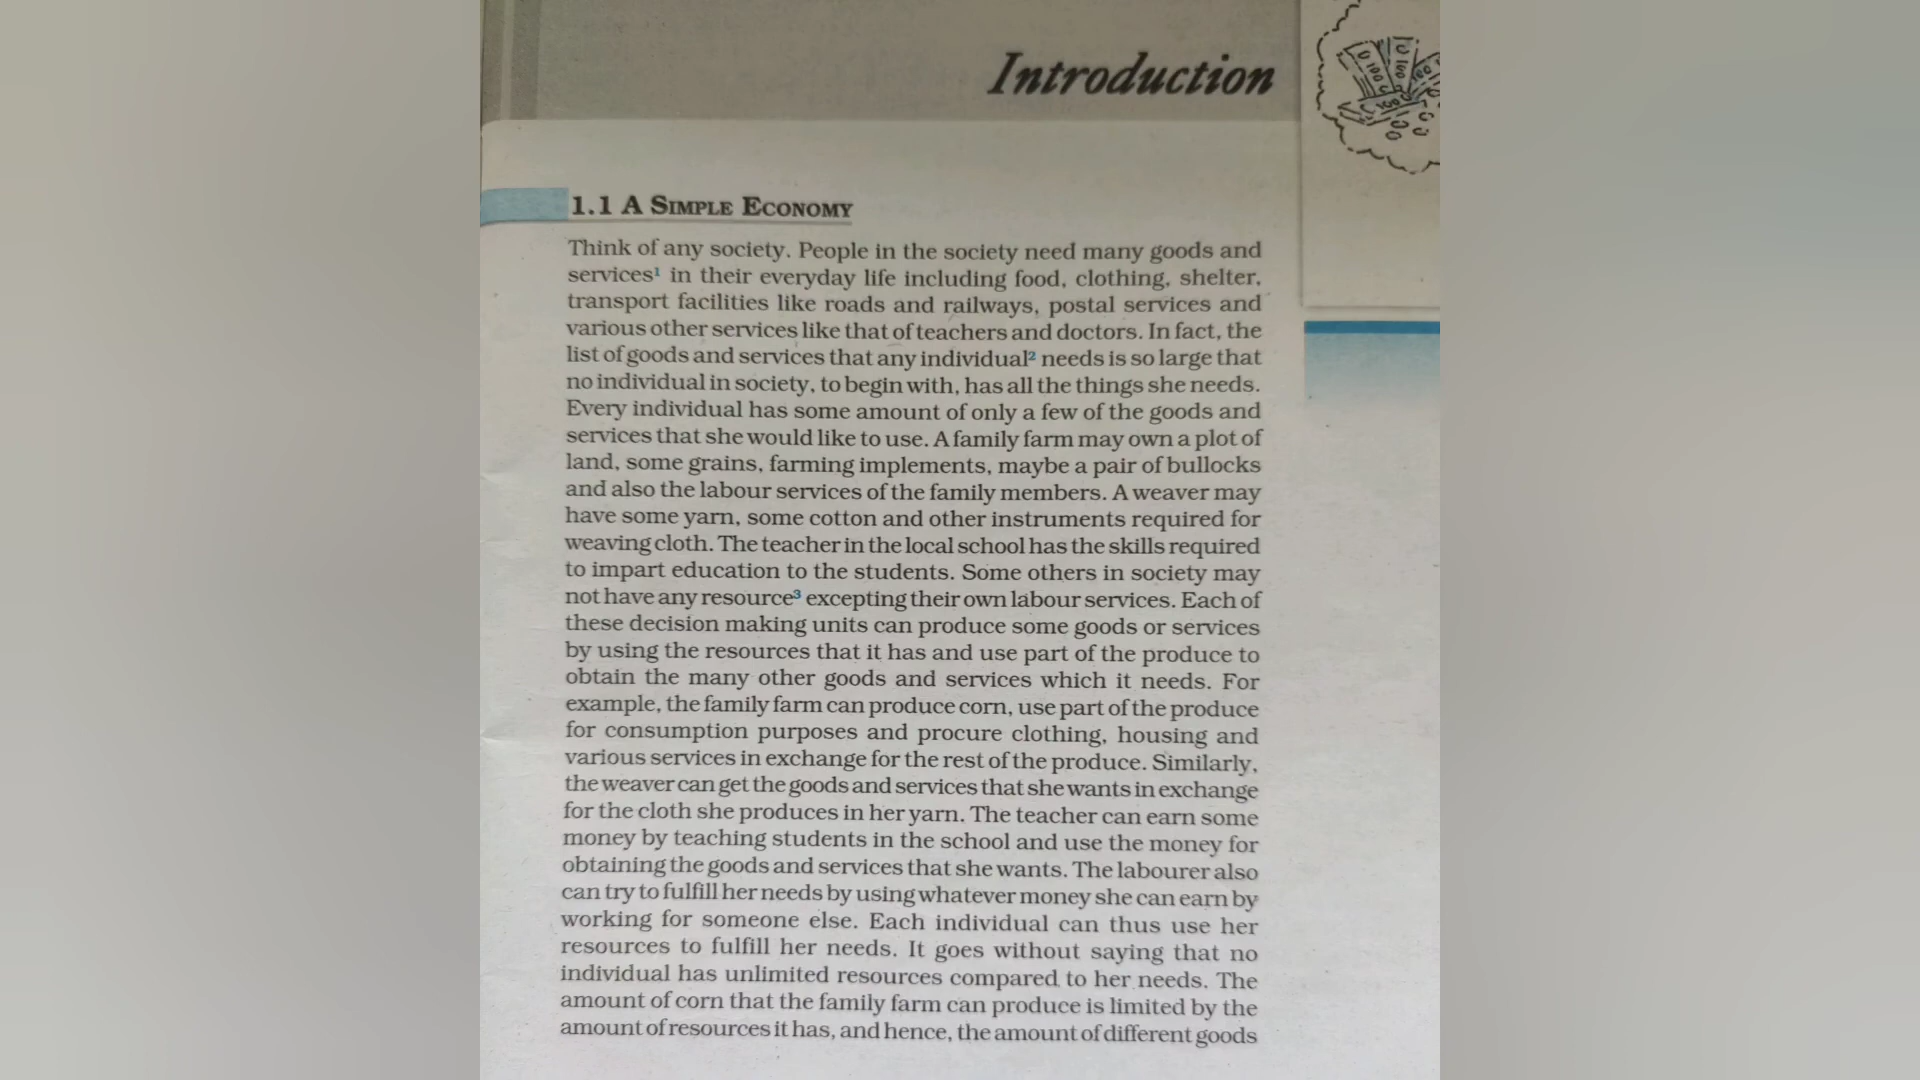 Introduction
1.1 A SIMPLE ECONOMY
Think of any society. People in the society need many goods and
services¹ in their everyday life including food, clothing, shelter,
transport facilities like roads and railways, postal services and
various other services like that of teachers and doctors. In fact, the
list of goods and services that any individual² needs is so large that
no individual in society, to begin with, has all the things she needs.
Every individual has some amount of only a few of the goods and
services that she would like to use. A family farm may own a plot of
land, some grains, farming implements, maybe a pair of bullocks
and also the labour services of the family members. A weaver may
have some yarn, some cotton and other instruments required for
weaving cloth. The teacher in the local school has the skills required
to impart education to the students. Some others in society may
not have any resource³ excepting their own labour services. Each of
these decision making units can produce some goods or services
by using the resources that it has and use part of the produce to
obtain the many other goods and services which it needs. For
example, the family farm can produce corn, use part of the produce
for consumption purposes and procure clothing, housing and
various services in exchange for the rest of the produce. Similarly,
the weaver can get the goods and services that she wants in exchange
for the cloth she produces in her yarn. The teacher can earn some
money by teaching students in the school and use the money for
obtaining the goods and services that she wants. The labourer also
can try to fulfill her needs by using whatever money she can earn by
working for someone else. Each individual can thus use her
resources to fulfill her needs. It goes without saying that no
individual has unlimited resources compared to her needs. The
amount of corn that the family farm can produce is limited by the
amount of resources it has, and hence, the amount of different goods